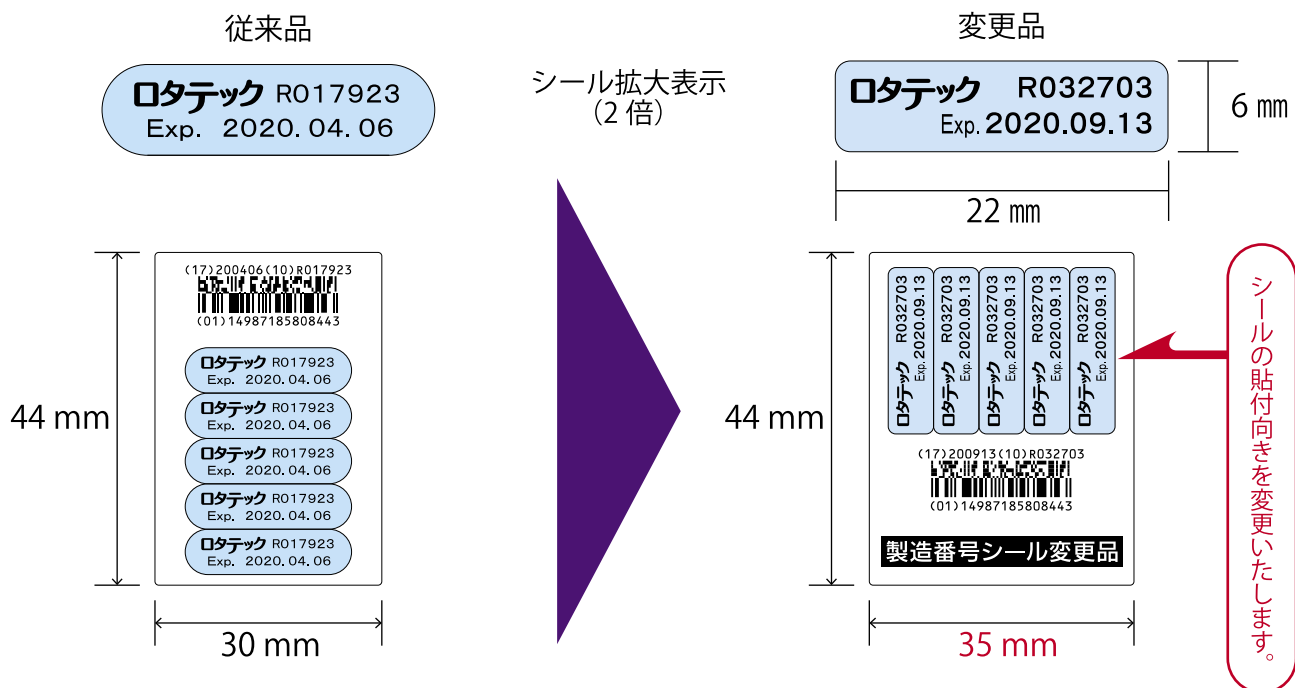 従来品
ロタテック R017923
Exp. 2020.04.06
シール拡大表示
(2 倍)
変更品
ロタテック R032703
Exp. 2020.09.13
6 ㎜
22 ㎜
44 mm
(17)200406(10)R017923
(01)14987185808443
ロタテック R017923
Exp. 2020.04.06
ロタテック R017923
Exp. 2020.04.06
ロタテック R017923
Exp. 2020.04.06
ロタテック R017923
Exp. 2020.04.06
ロタテック R017923
Exp. 2020.04.06
30 mm
44 mm
ロタテック R032703
Exp. 2020.09.13
ロタテック R032703
Exp. 2020.09.13
ロタテック R032703
Exp. 2020.09.13
ロタテック R032703
Exp. 2020.09.13
ロタテック R032703
Exp. 2020.09.13
(17)200913(10)R032703
(01)14987185808443
製造番号シール変更品
35 mm
シールの貼付向きを変更いたします。